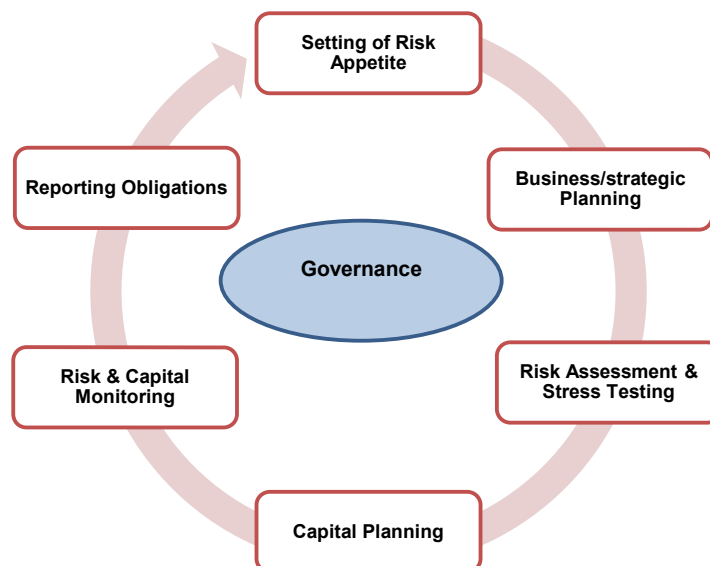 Setting of Risk
Appetite
Business/strategic
Planning
Risk Assessment &
Stress Testing
Capital Planning
Risk & Capital
Monitoring
Reporting Obligations
Governance